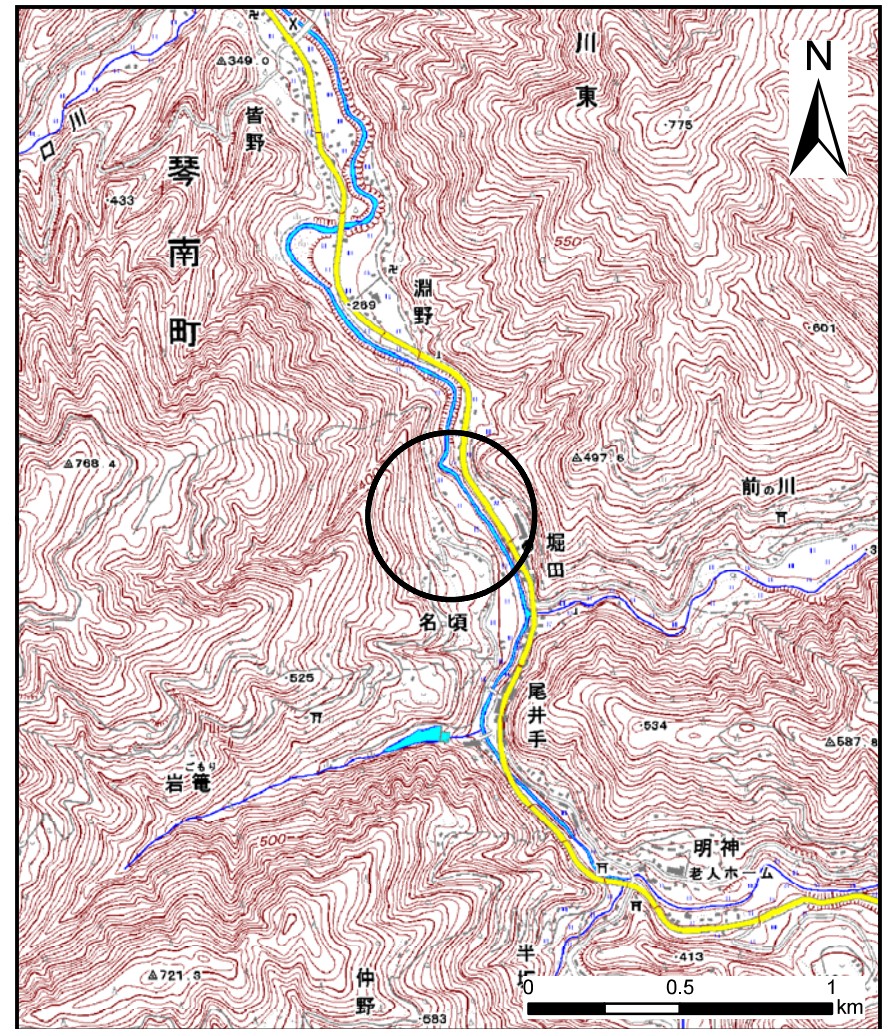 川東
N
349.0
口川
皆野
775
琴南町
433
550
淵野
269
601
768.4
497.6
前の川
堀田
名頃
525
尾井手
534
587.8
ごもり
岩篭
500
明神
老人ホーム
413
721.3
仲野
583
0 0.5 1
km